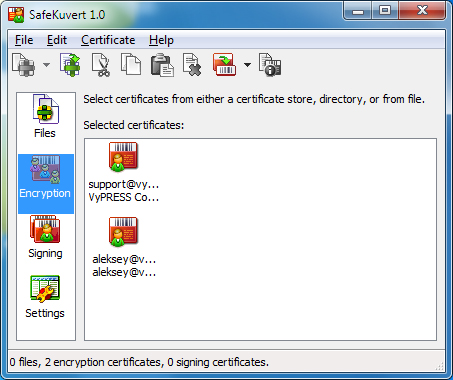 SafeKuvert 1.0
File Edit Certificate Help
Files
Encryption
Signing
Settings
Select certificates from either a certificate store, directory, or from file.
Selected certificates:
support@vy...
VyPRESS Co...
aleksey@v...
aleksey@v...
0 files, 2 encryption certificates, 0 signing certificates.